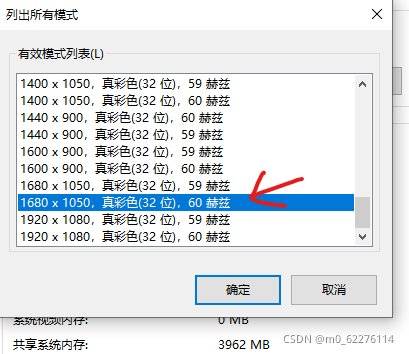 列出所有模式
有效模式列表(L)
1400 x 1050，真彩色(32 位)，59 赫兹
1400 x 1050，真彩色(32 位)，60 赫兹
1440 x 900，真彩色(32 位)，60 赫兹
1440 x 900，真彩色(32 位)，59 赫兹
1600 x 900，真彩色(32 位)，59 赫兹
1600 x 900，真彩色(32 位)，60 赫兹
1680 x 1050，真彩色(32 位)，59 赫兹
1680 x 1050，真彩色(32 位)，60 赫兹
1920 x 1080，真彩色(32 位)，59 赫兹
1920 x 1080，真彩色(32 位)，60 赫兹
确定 取消
系统视频内存: 0 MB
共享系统内存: 3962 MB
CSDN @m0_62276114